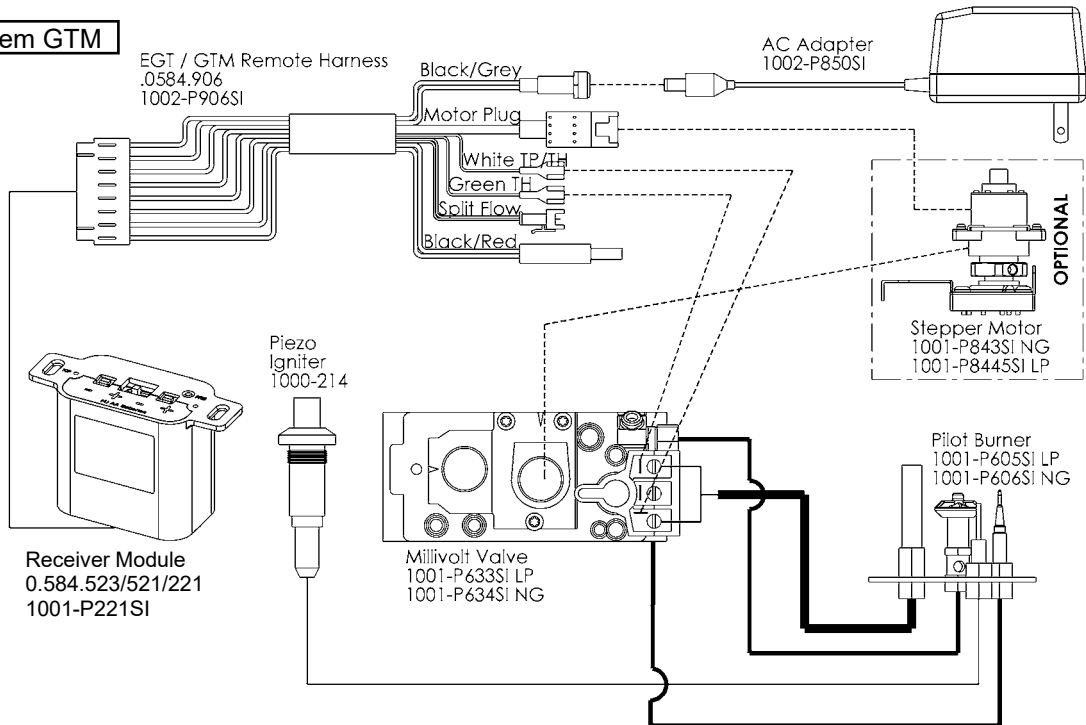 em GTM
EGT / GTM Remote Harness
.0584.906
1002-P906SI
Black/Grey
Motor Plug
White TP/TH
Green TH
Split Flow
Black/Red
AC Adapter
1002-P850SI
OPTIONAL
Stepper Motor
1001-P843SI NG
1001-P8445SI LP
Piezo
Igniter
1000-214
Receiver Module
0.584.523/521/221
1001-P221SI
Millivolt Valve
1001-P633SI LP
1001-P634SI NG
Pilot Burner
1001-P605SI LP
1001-P606SI NG